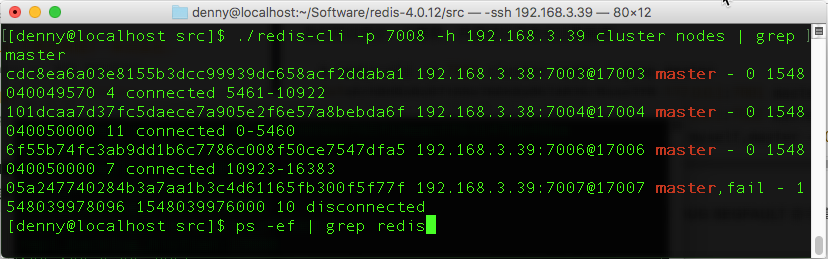 denny@localhost:~/Software/redis-4.0.12/src — -ssh 192.168.3.39 — 80×12
[[denny@localhost src]$ ./redis-cli -p 7008 -h 192.168.3.39 cluster nodes | grep ]
master
cdc8ea6a03e8155b3dcc99939dc658acf2ddaba1 192.168.3.38:7003@17003 master - 0 1548
040049570 4 connected 5461-10922
101dcaa7d37fc5daece7a905e2f6e57a8bebda6f 192.168.3.38:7004@17004 master - 0 1548
040050000 11 connected 0-5460
6f55b74fc3ab9dd1b6c7786c008f50ce7547dfa5 192.168.3.39:7006@17006 master - 0 1548
040050000 7 connected 10923-16383
05a247740284b3a7aa1b3c4d61165fb300f5f77f 192.168.3.39:7007@17007 master,fail - 1
548039978096 1548039976000 10 disconnected
[denny@localhost src]$ ps -ef | grep redis